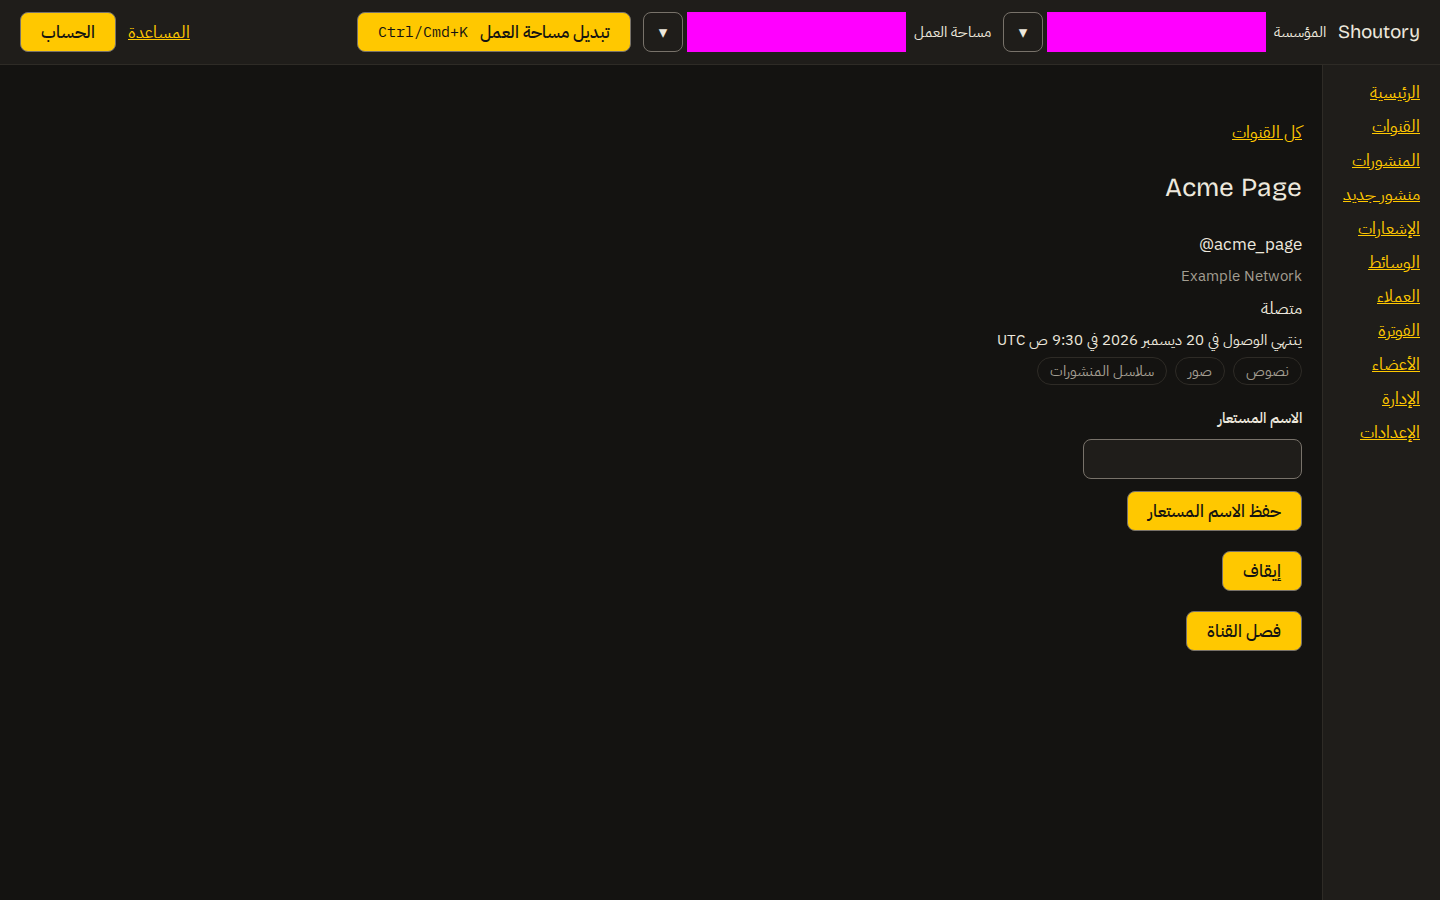 Shoutory المؤسسة ▼ مساحة العمل ▼ تبديل مساحة العمل Ctrl/Cmd+K المساعدة الحساب
الرئيسية
القنوات
المنشورات
منشور جديد
الإشعارات
الوسائط
العملاء
الفوترة
الأعضاء
الإدارة
الإعدادات
كل القنوات
Acme Page
@acme_page
Example Network
متصلة
ينتهي الوصول في 20 ديسمبر 2026 في 9:30 ص UTC
نصوص صور سلاسل المنشورات
الاسم المستعار
حفظ الاسم المستعار
إيقاف
فصل القناة